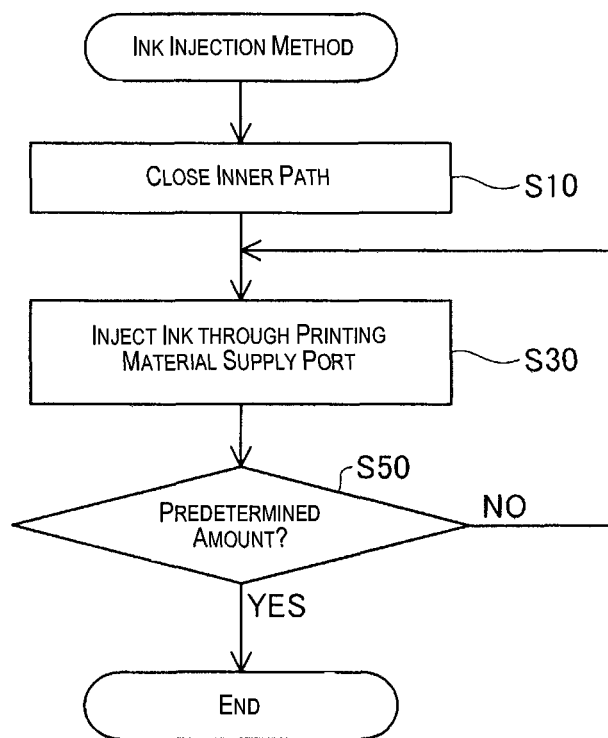 INK INJECTION METHOD
CLOSE INNER PATH
S10
INJECT INK THROUGH PRINTING
MATERIAL SUPPLY PORT
S30
S50
PREDETERMINED
AMOUNT?
NO
YES
END